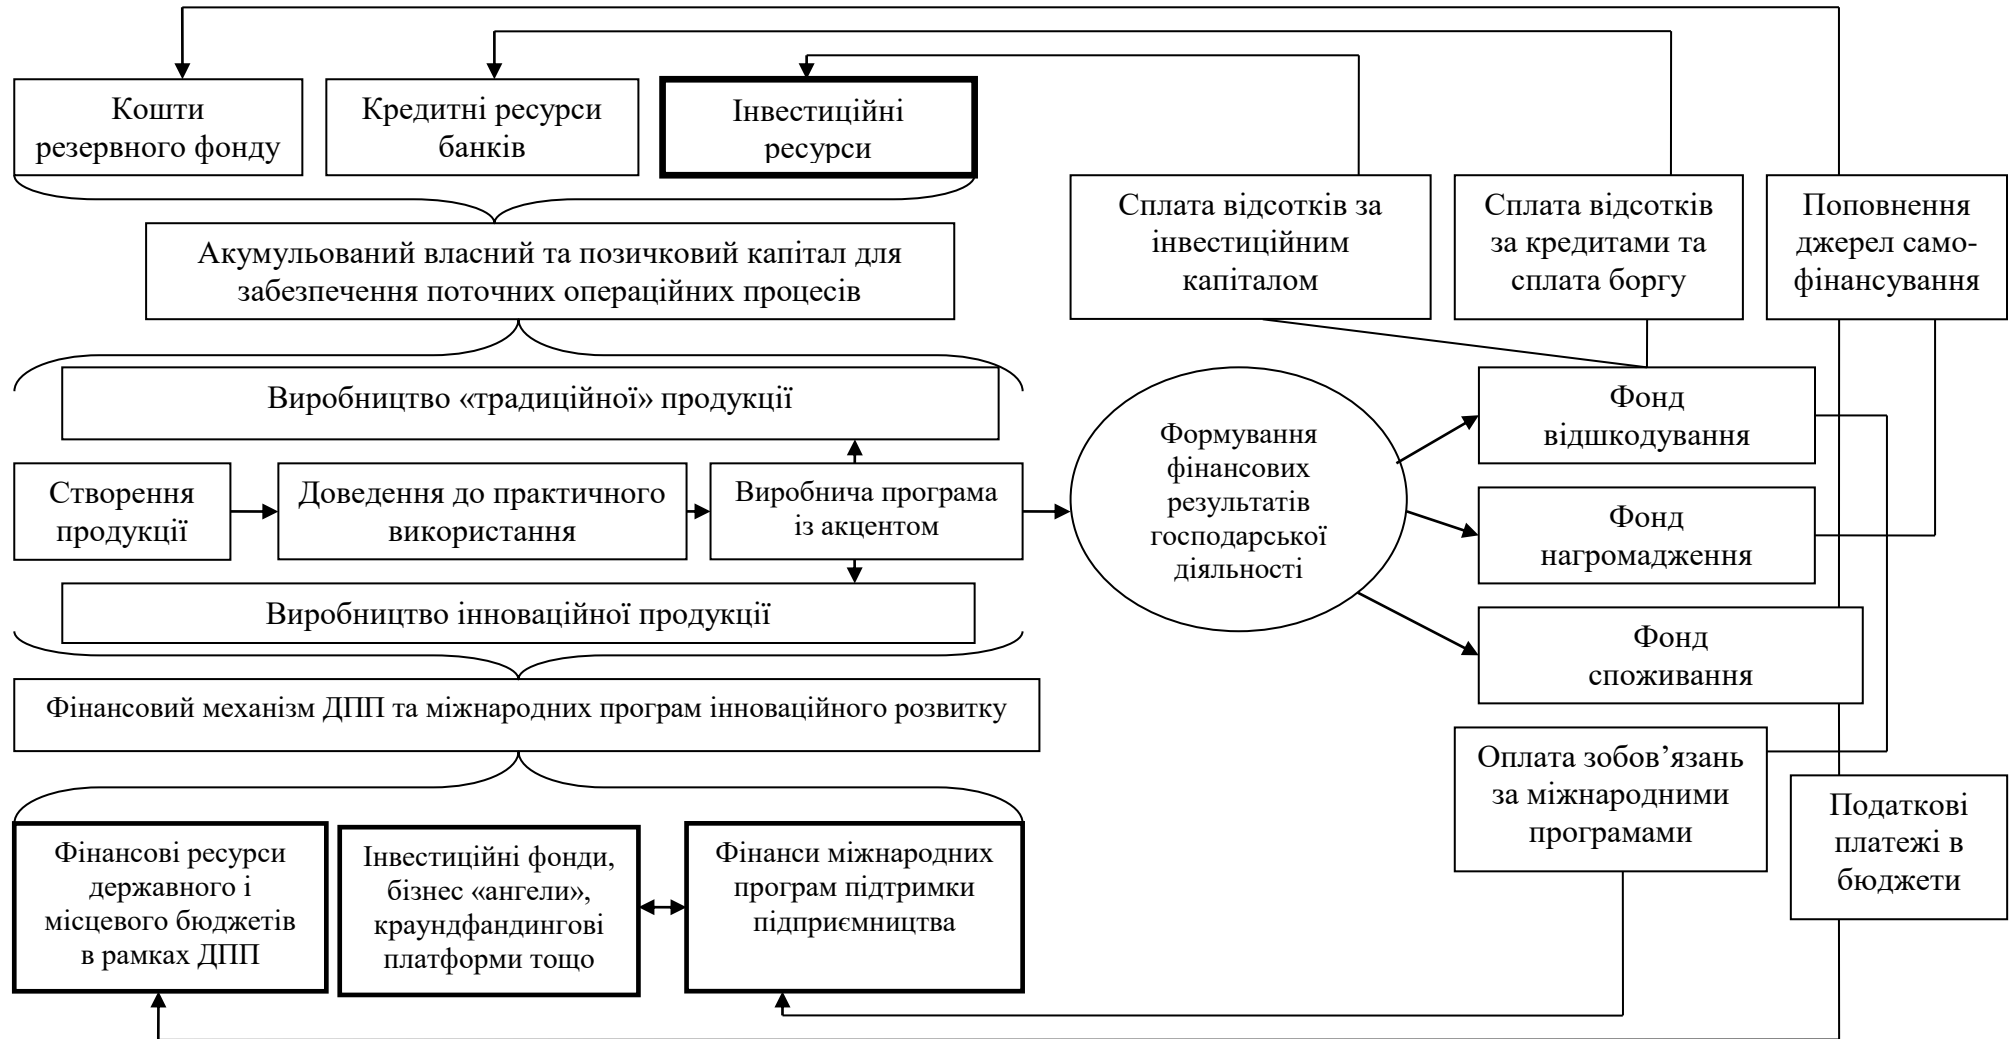 Кошти
резервного фонду
Кредитні ресурси
банків
Інвестиційні
ресурси
Сплата відсотків за
інвестиційним
капіталом
Сплата відсотків
за кредитами та
сплата боргу
Поповнення
джерел само-
фінансування
Акумульований власний та позичковий капітал для
забезпечення поточних операційних процесів
Виробництво «традиційної» продукції
Створення
продукції
Доведення до практичного
використання
Виробнича програма
із акцентом
Формування
фінансових
результатів
господарської
діяльності
Фонд
відшкодування
Фонд
нагромадження
Фонд
споживання
Виробництво інноваційної продукції
Фінансовий механізм ДПП та міжнародних програм інноваційного розвитку
Оплата зобов’язань
за міжнародними
програмами
Податкові
платежі в
бюджети
Фінансові ресурси
державного і
місцевого бюджетів
в рамках ДПП
Інвестиційні фонди,
бізнес «ангели»,
краундфандингові
платформи тощо
Фінанси міжнародних
програм підтримки
підприємництва